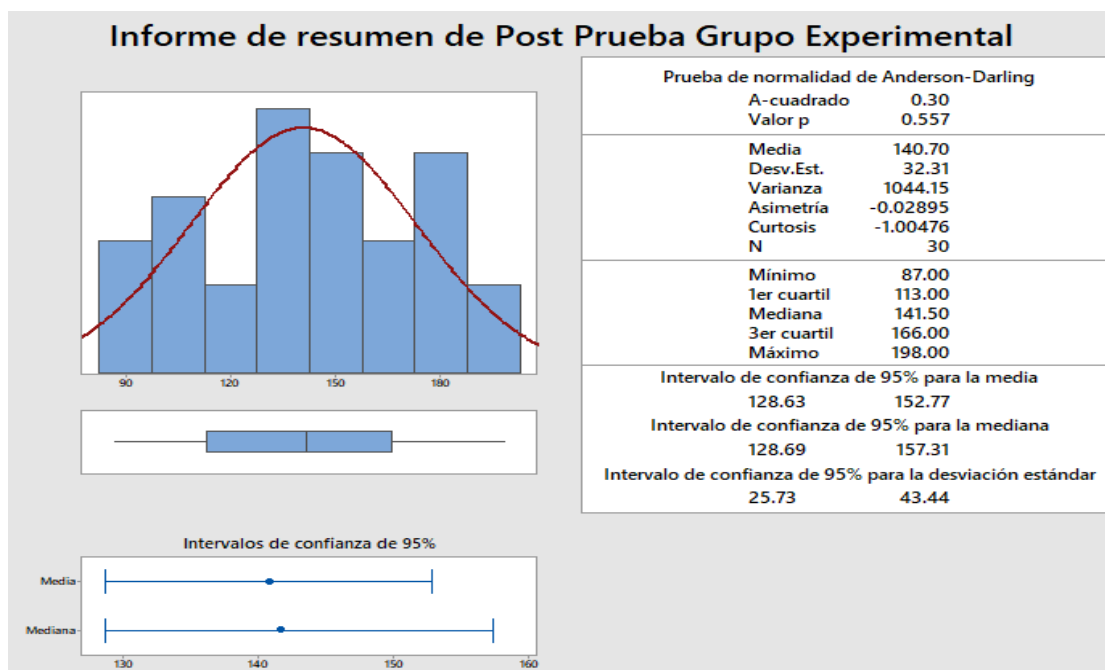 Informe de resumen de Post Prueba Grupo Experimental
90 120 150 180
Intervalos de confianza de 95%
Media
Mediana
130 140 150 160
Prueba de normalidad de Anderson-Darling
A-cuadrado 0.30
Valor p 0.557
Media 140.70
Desv.Est. 32.31
Varianza 1044.15
Asimetría -0.02895
Curtosis -1.00476
N 30
Mínimo 87.00
1er cuartil 113.00
Mediana 141.50
3er cuartil 166.00
Máximo 198.00
Intervalo de confianza de 95% para la media
128.63 152.77
Intervalo de confianza de 95% para la mediana
128.69 157.31
Intervalo de confianza de 95% para la desviación estándar
25.73 43.44